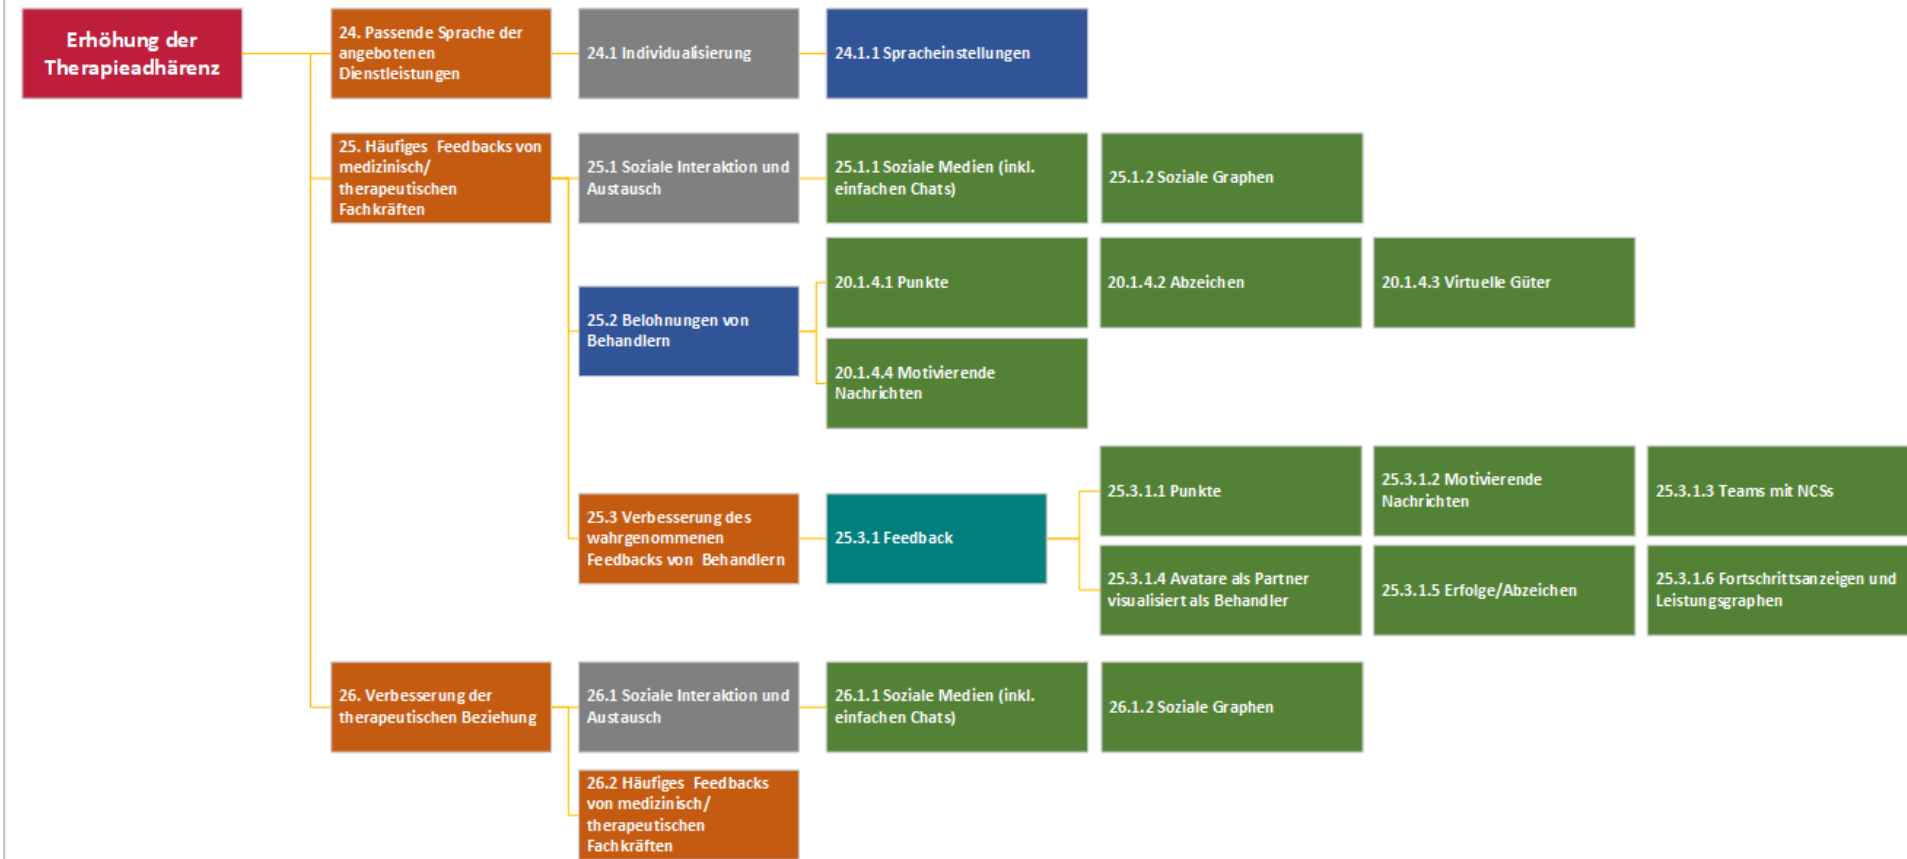 Erhöhung der
Therapieadhärenz
24. Passende Sprache der
angebotenen
Dienstleistungen
24.1 Individualisierung
24.1.1 Spracheinstellungen
25. Häufiges Feedbacks von
medizinisch/
therapeutischen
Fachkräften
25.1 Soziale Interaktion und
Austausch
25.1.1 Soziale Medien (inkl.
einfachen Chats)
25.1.2 Soziale Graphen
25.2 Belohnungen von
Behandlern
20.1.4.1 Punkte
20.1.4.2 Abzeichen
20.1.4.3 Virtuelle Güter
20.1.4.4 Motivierende
Nachrichten
25.3 Verbesserung des
wahrgenommenen
Feedbacks von Behandlern
25.3.1 Feedback
25.3.1.1 Punkte
25.3.1.2 Motivierende
Nachrichten
25.3.1.3 Teams mit NCSs
25.3.1.4 Avatare als Partner
visualisiert als Behandler
25.3.1.5 Erfolge/Abzeichen
25.3.1.6 Fortschrittsanzeigen und
Leistungsgraphen
26. Verbesserung der
therapeutischen Beziehung
26.1 Soziale Interaktion und
Austausch
26.1.1 Soziale Medien (inkl.
einfachen Chats)
26.1.2 Soziale Graphen
26.2 Häufiges Feedbacks
von medizinisch/
therapeutischen
Fachkräften